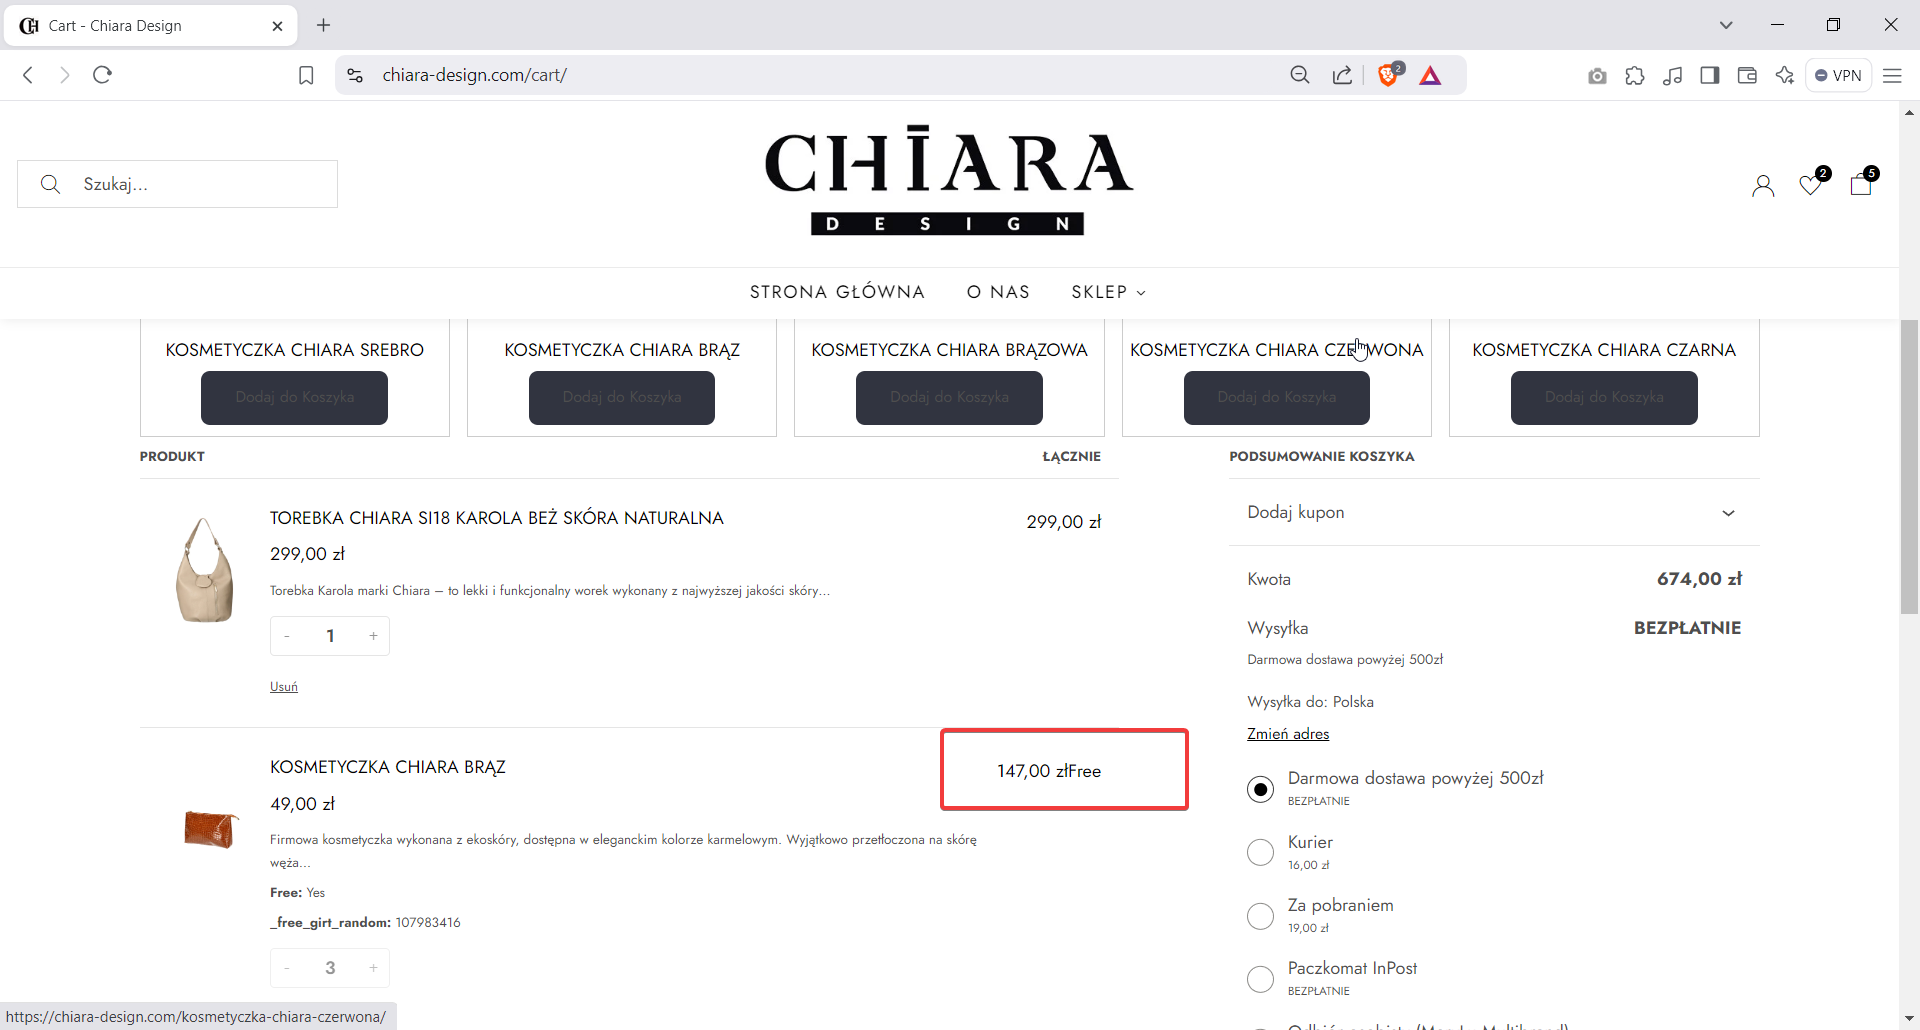 Cart - Chiara Design
chiara-design.com/cart/
2
VPN
Szukaj...
CHIARA
DESIGN
2
5
STRONA GŁÓWNA
O NAS
SKLEP
KOSMETYCZKA CHIARA SREBRO
KOSMETYCZKA CHIARA BRĄZ
KOSMETYCZKA CHIARA BRĄZOWA
KOSMETYCZKA CHIARA CZERWONA
KOSMETYCZKA CHIARA CZARNA
Dodaj do Koszyka
Dodaj do Koszyka
Dodaj do Koszyka
Dodaj do Koszyka
Dodaj do Koszyka
PRODUKT
ŁĄCZNIE
TOREBKA CHIARA SI18 KAROLA BEŻ SKÓRA NATURALNA
299,00 zł
299,00 zł
Torebka Karola marki Chiara – to lekki i funkcjonalny worek wykonany z najwyższej jakości skóry...
- 1 +
Usuń
KOSMETYCZKA CHIARA BRĄZ
147,00 złFree
49,00 zł
Firmowa kosmetyczka wykonana z ekoskóry, dostępna w eleganckim kolorze karmelowym. Wyjątkowo przetłoczona na skórę
węża...
Free: Yes
_free_girt_random: 107983416
- 3 +
PODSUMOWANIE KOSZYKA
Dodaj kupon
Kwota 674,00 zł
Wysyłka BEZPŁATNIE
Darmowa dostawa powyżej 500zł
Wysyłka do: Polska
Zmień adres
Darmowa dostawa powyżej 500zł
BEZPŁATNIE
Kurier
16,00 zł
Za pobraniem
19,00 zł
Paczkomat InPost
BEZPŁATNIE
https://chiara-design.com/kosmetyczka-chiara-czerwona/